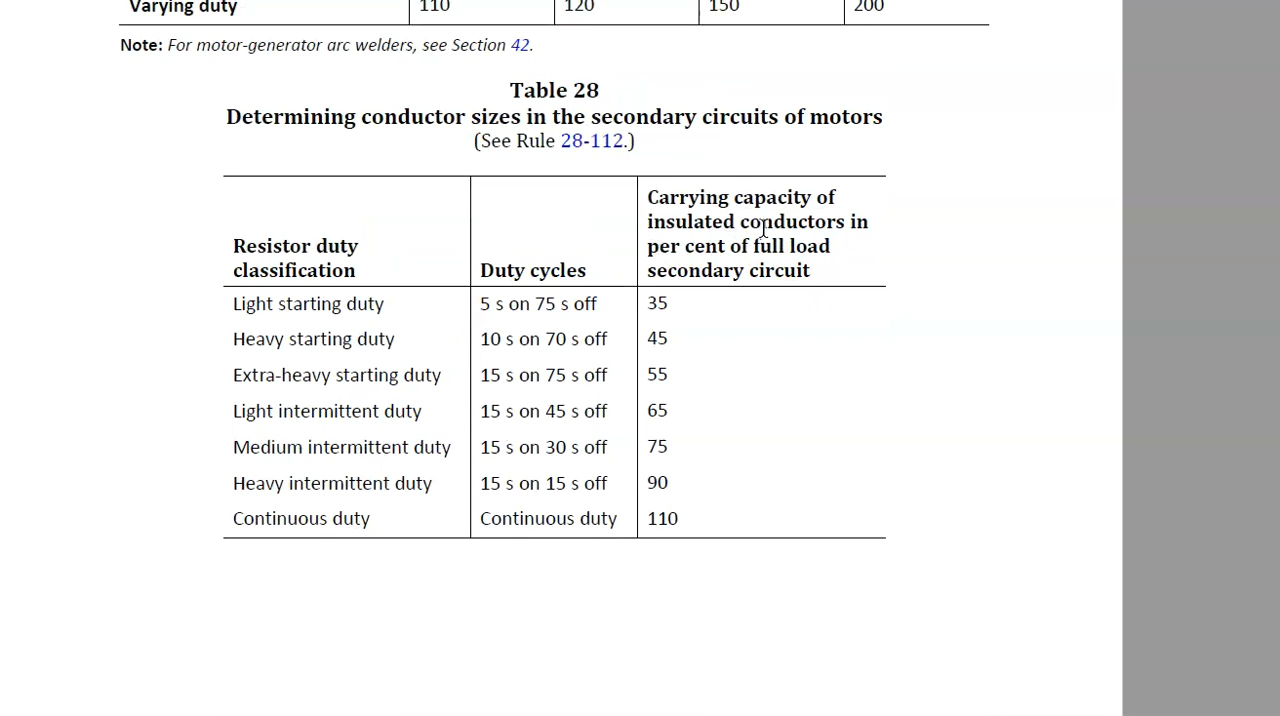 Varying duty 110 120 150 200
Note: For motor-generator arc welders, see Section 42.
Table 28
Determining conductor sizes in the secondary circuits of motors
(See Rule 28-112.)
Resistor duty
classification
Duty cycles
Carrying capacity of
insulated conductors in
per cent of full load
secondary circuit
Light starting duty 5 s on 75 s off 35
Heavy starting duty 10 s on 70 s off 45
Extra-heavy starting duty 15 s on 75 s off 55
Light intermittent duty 15 s on 45 s off 65
Medium intermittent duty 15 s on 30 s off 75
Heavy intermittent duty 15 s on 15 s off 90
Continuous duty Continuous duty 110